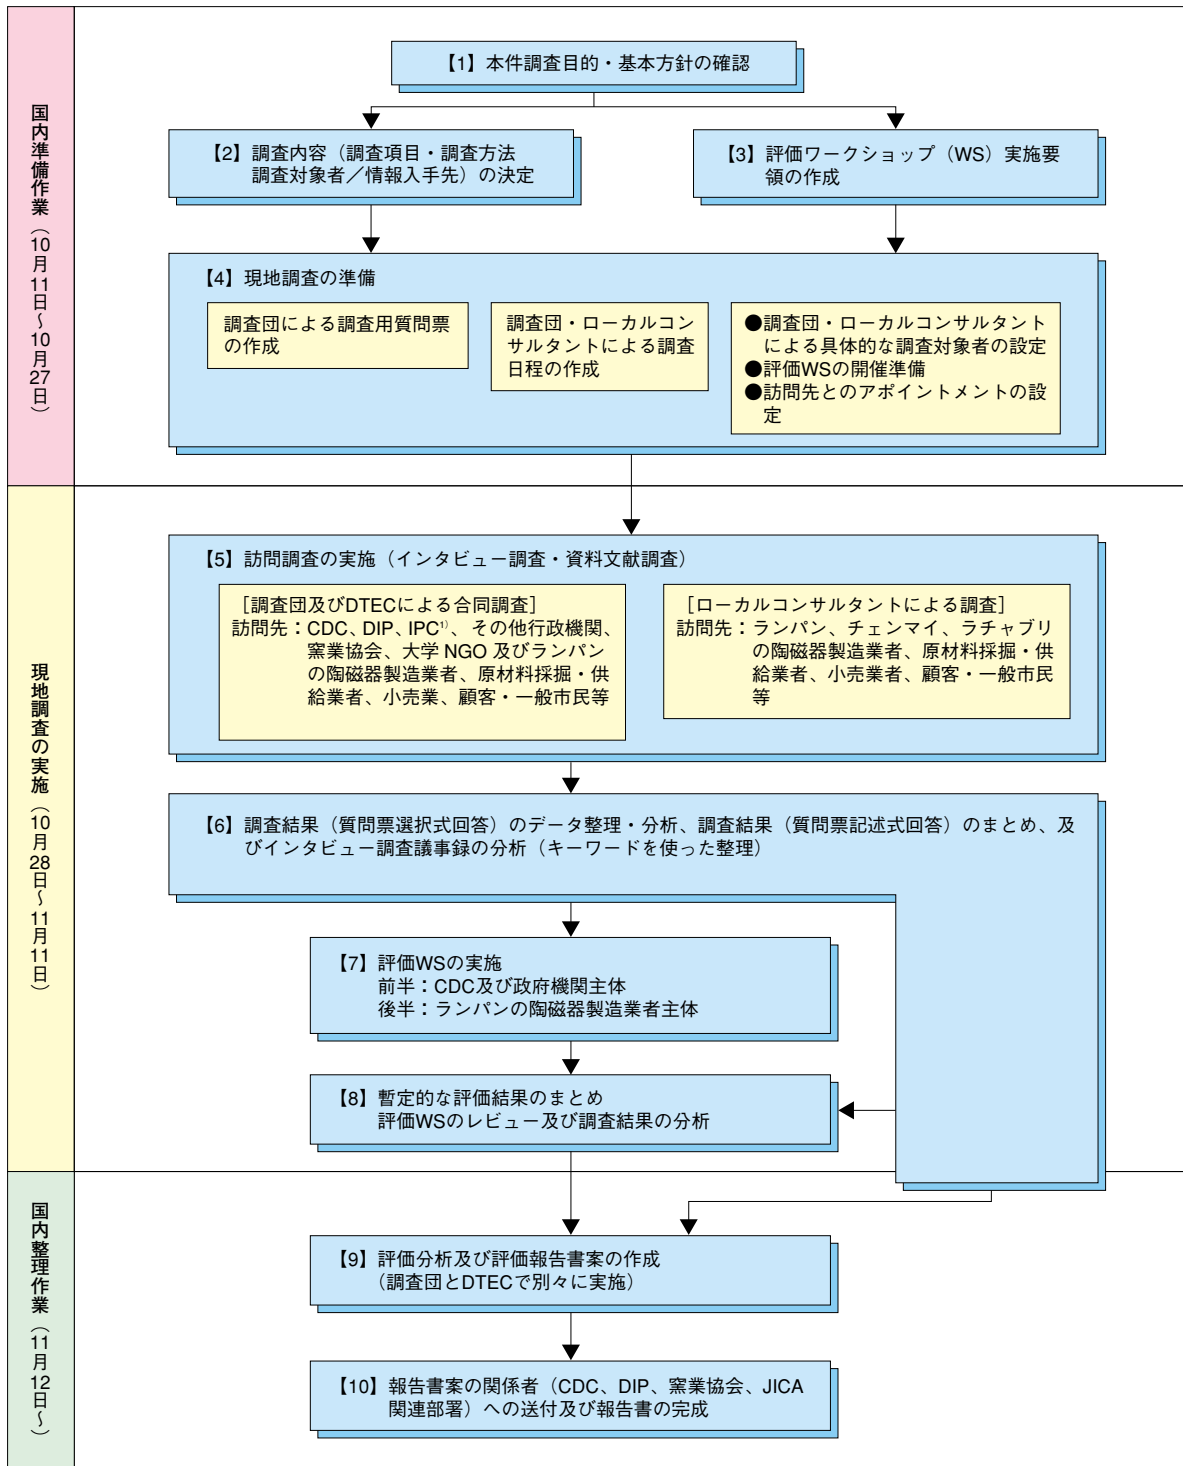 国内準備作業（10月11日～10月27日）
【1】本件調査目的・基本方針の確認
【2】調査内容（調査項目・調査方法
調査対象者／情報入手先）の決定
【3】評価ワークショップ（WS）実施要
領の作成
【4】現地調査の準備
調査団による調査用質問票
の作成
調査団・ローカルコン
サルタントによる調査
日程の作成
●調査団・ローカルコンサルタント
による具体的な調査対象者の設定
●評価WSの開催準備
●訪問先とのアポイントメントの設
定
現地調査の実施（10月28日～11月11日）
【5】訪問調査の実施（インタビュー調査・資料文献調査）
［調査団及びDTECによる合同調査］
訪問先：CDC、DIP、IPC1)、その他行政機関、
窯業協会、大学 NGO 及びランパン
の陶磁器製造業者、原材料採掘・供
給業者、小売業、顧客・一般市民等
［ローカルコンサルタントによる調査］
訪問先：ランパン、チェンマイ、ラチャブリ
の陶磁器製造業者、原材料採掘・供
給業者、小売業者、顧客・一般市民
等
【6】調査結果（質問票選択式回答）のデータ整理・分析、調査結果（質問票記述式回答）のまとめ、及
びインタビュー調査議事録の分析（キーワードを使った整理）
【7】評価WSの実施
前半：CDC及び政府機関主体
後半：ランパンの陶磁器製造業者主体
【8】暫定的な評価結果のまとめ
評価WSのレビュー及び調査結果の分析
国内整理作業（11月12日～）
【9】評価分析及び評価報告書案の作成
（調査団とDTECで別々に実施）
【10】報告書案の関係者（CDC、DIP、窯業協会、JICA
関連部署）への送付及び報告書の完成